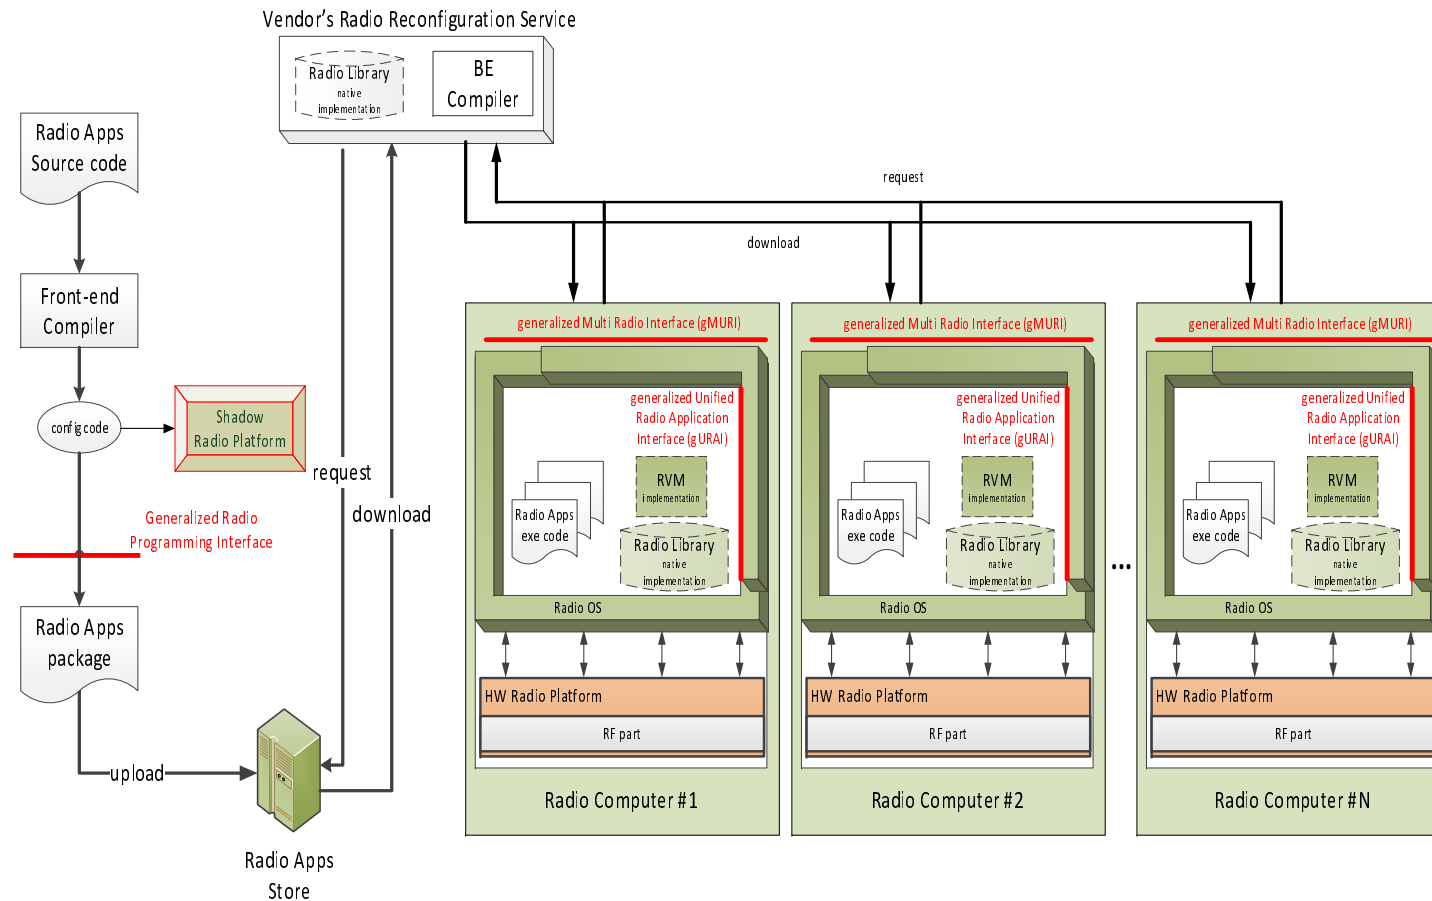 Vendor's Radio Reconfiguration Service
Radio Library
native
implementation
BE
Compiler
Radio Apps
Source code
Front-end
Compiler
config code
Shadow
Radio Platform
Generalized Radio
Programming Interface
Radio Apps
package
upload
Radio Apps
Store
request
download
request
download
generalized Multi Radio Interface (gMURI)
generalized Unified
Radio Application
Interface (gURAI)
RVM
implementation
Radio Apps
exe code
Radio Library
native
implementation
Radio OS
HW Radio Platform
RF part
Radio Computer #1
generalized Multi Radio Interface (gMURI)
generalized Unified
Radio Application
Interface (gURAI)
RVM
implementation
Radio Apps
exe code
Radio Library
native
implementation
Radio OS
HW Radio Platform
RF part
Radio Computer #2
...
generalized Multi Radio Interface (gMURI)
generalized Unified
Radio Application
Interface (gURAI)
RVM
implementation
Radio Apps
exe code
Radio Library
native
implementation
Radio OS
HW Radio Platform
RF part
Radio Computer #N